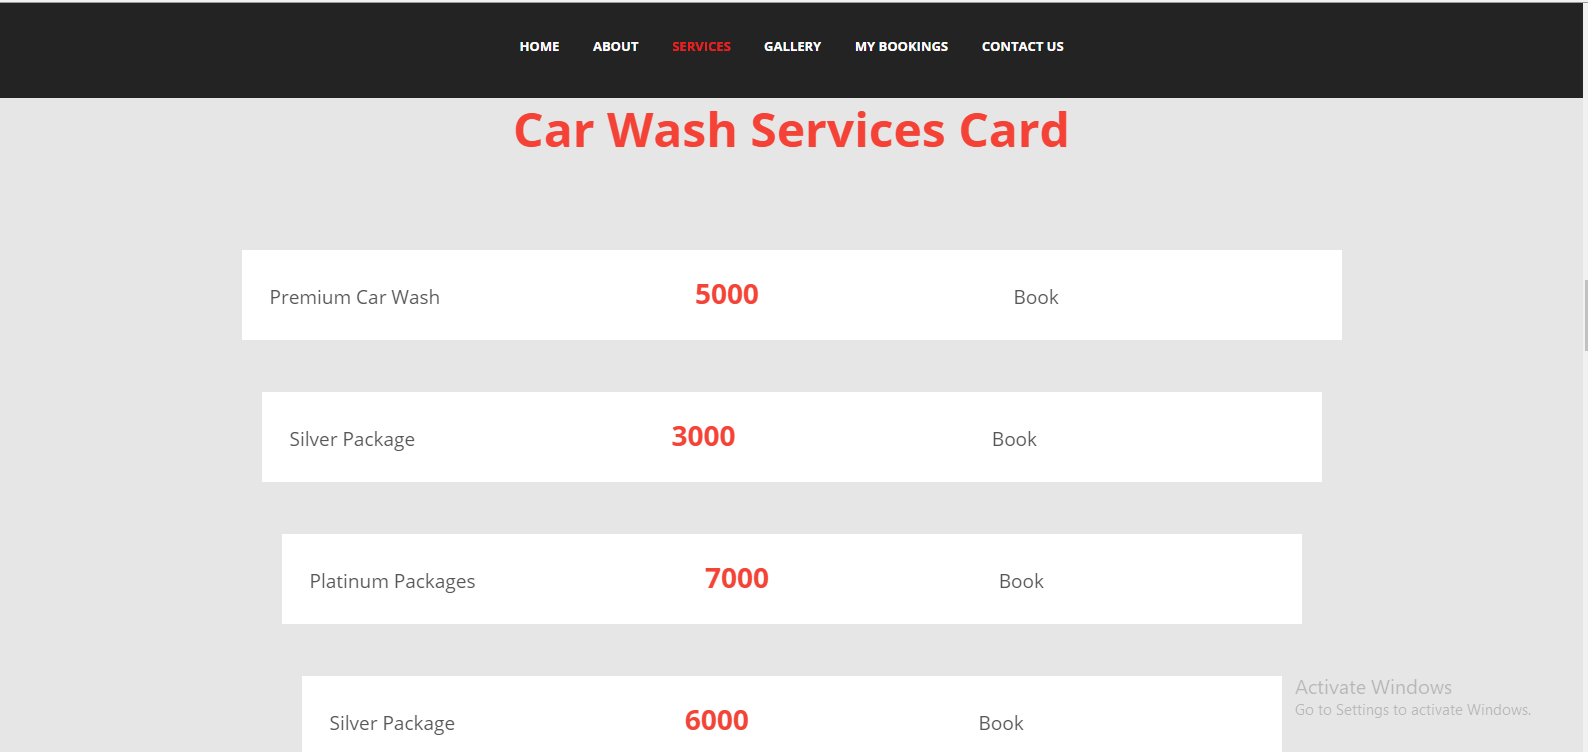 HOME ABOUT SERVICES GALLERY MY BOOKINGS CONTACT US
Car Wash Services Card
Premium Car Wash 5000 Book
Silver Package 3000 Book
Platinum Packages 7000 Book
Silver Package 6000 Book
Activate Windows
Go to Settings to activate Windows.